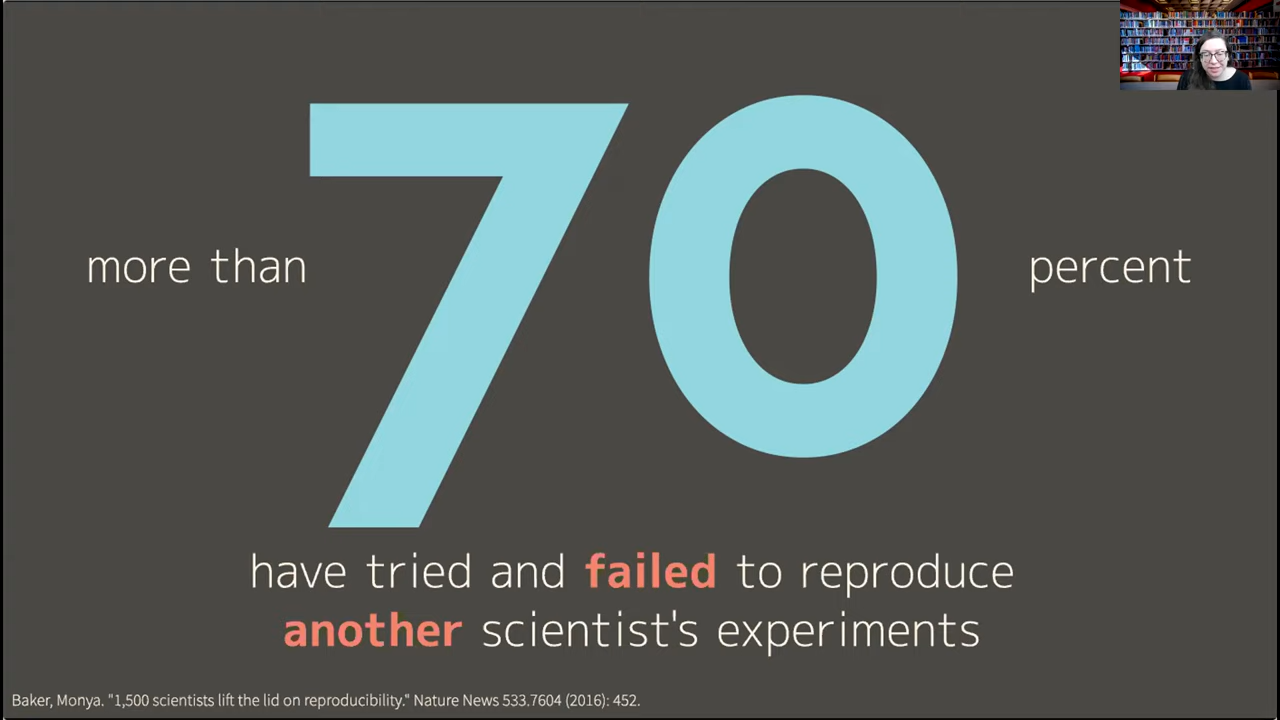 more than 70 percent
have tried and failed to reproduce
another scientist's experiments
Baker, Monya. "1,500 scientists lift the lid on reproducibility." Nature News 533.7604 (2016): 452.